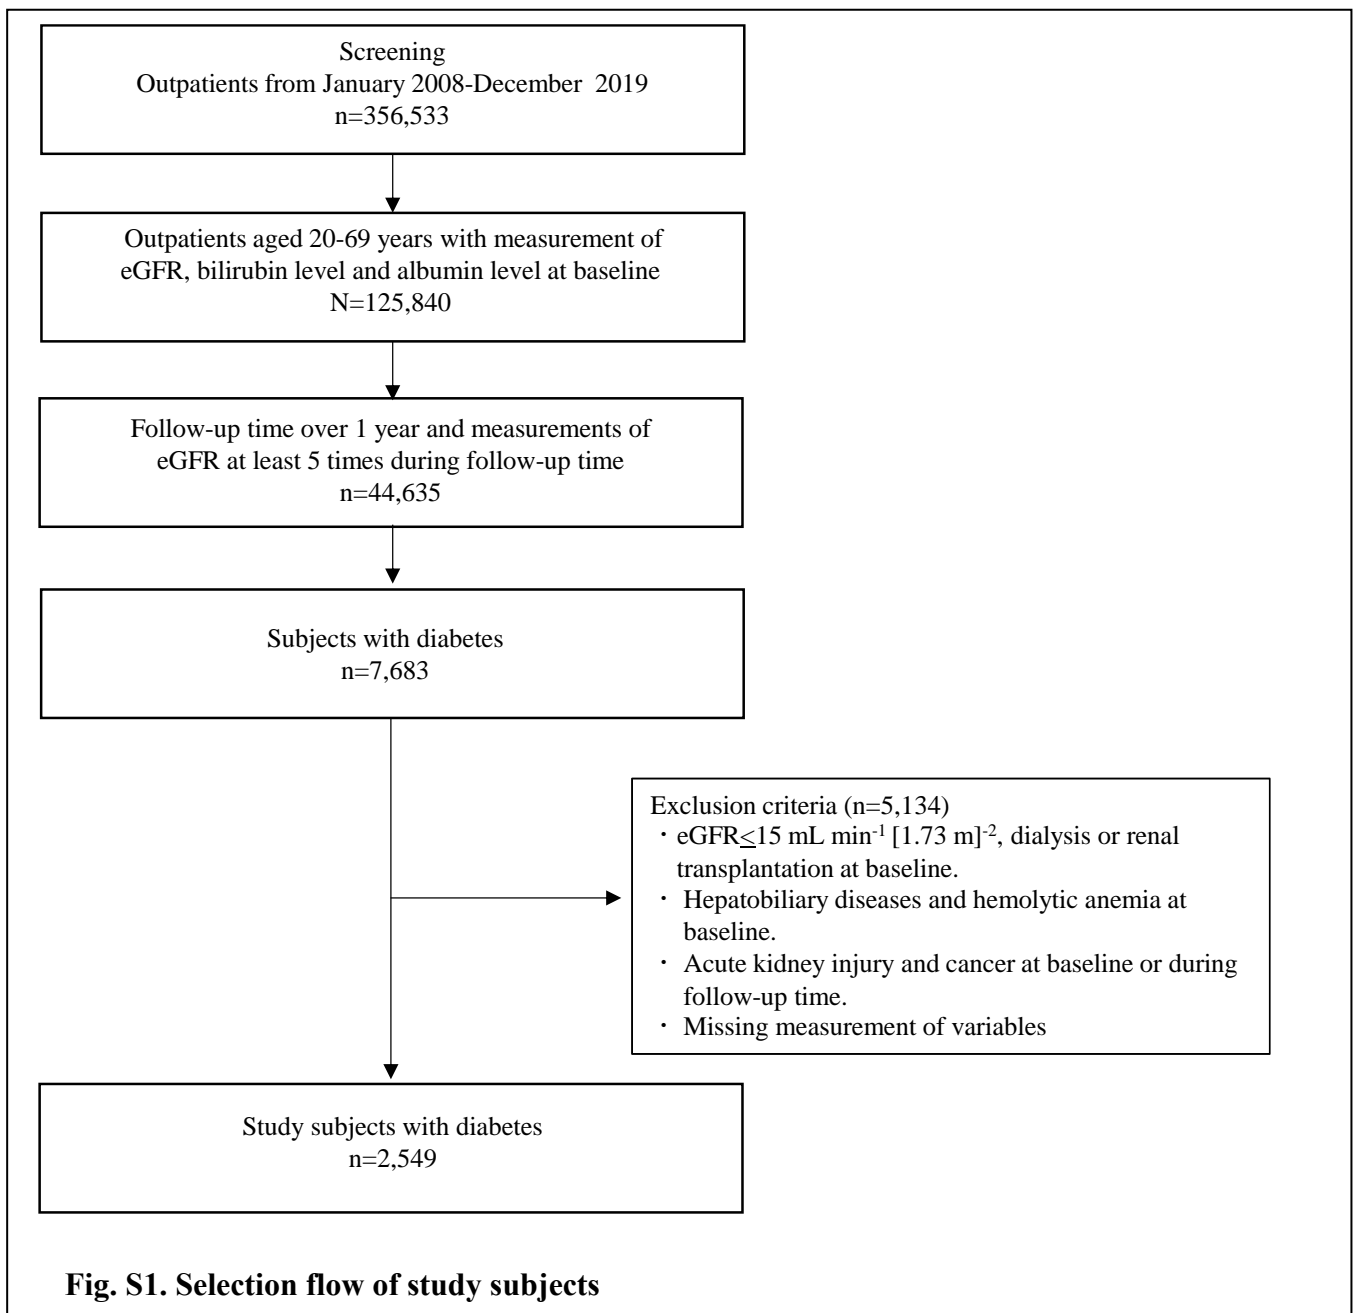 Screening
Outpatients from January 2008-December 2019
n=356,533
Outpatients aged 20-69 years with measurement of
eGFR, bilirubin level and albumin level at baseline
N=125,840
Follow-up time over 1 year and measurements of
eGFR at least 5 times during follow-up time
n=44,635
Subjects with diabetes
n=7,683
Exclusion criteria (n=5,134)
・eGFR≤15 mL min⁻¹ [1.73 m]⁻², dialysis or renal
transplantation at baseline.
・ Hepatobiliary diseases and hemolytic anemia at
baseline.
・ Acute kidney injury and cancer at baseline or during
follow-up time.
・ Missing measurement of variables
Study subjects with diabetes
n=2,549
Fig. S1. Selection flow of study subjects